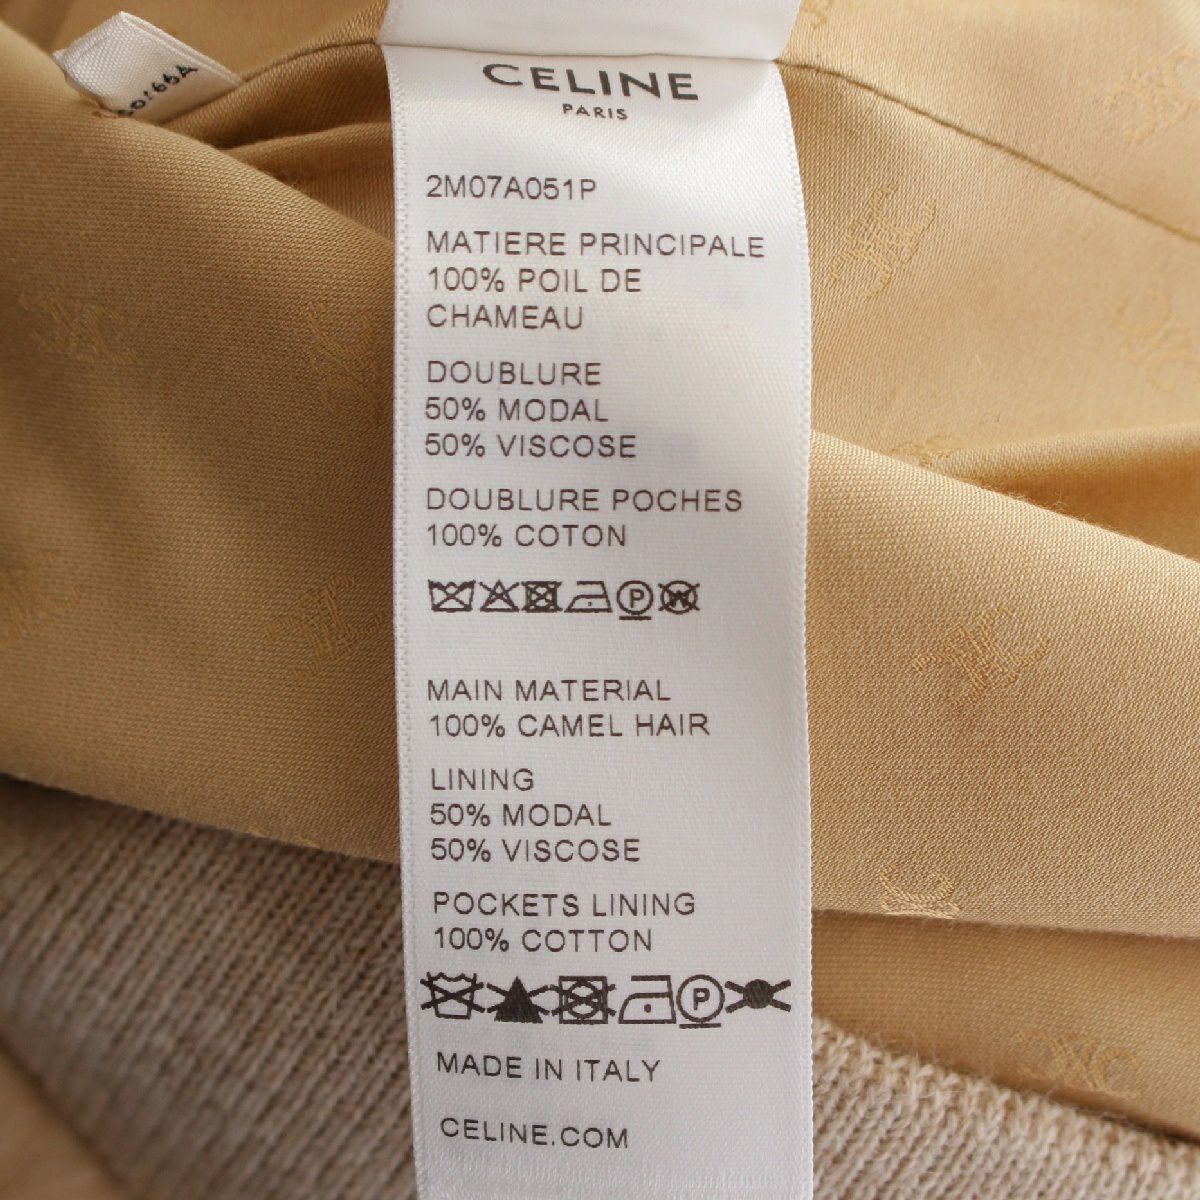 CELINE
PARIS
2M07A051P
MATIERE PRINCIPALE
100% POIL DE
CHAMEAU
DOUBLURE
50% MODAL
50% VISCOSE
DOUBLURE POCHES
100% COTON
P W
MAIN MATERIAL
100% CAMEL HAIR
LINING
50% MODAL
50% VISCOSE
POCKETS LINING
100% COTTON
P
MADE IN ITALY
CELINE.COM